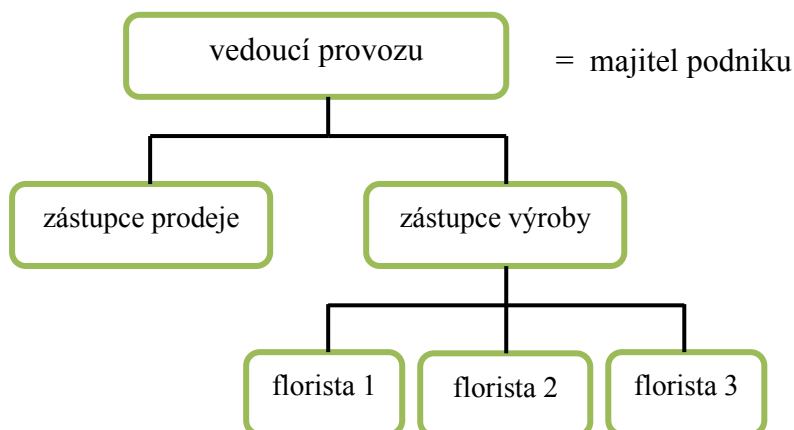 vedoucí provozu
= majitel podniku
zástupce prodeje
zástupce výroby
florista 1
florista 2
florista 3